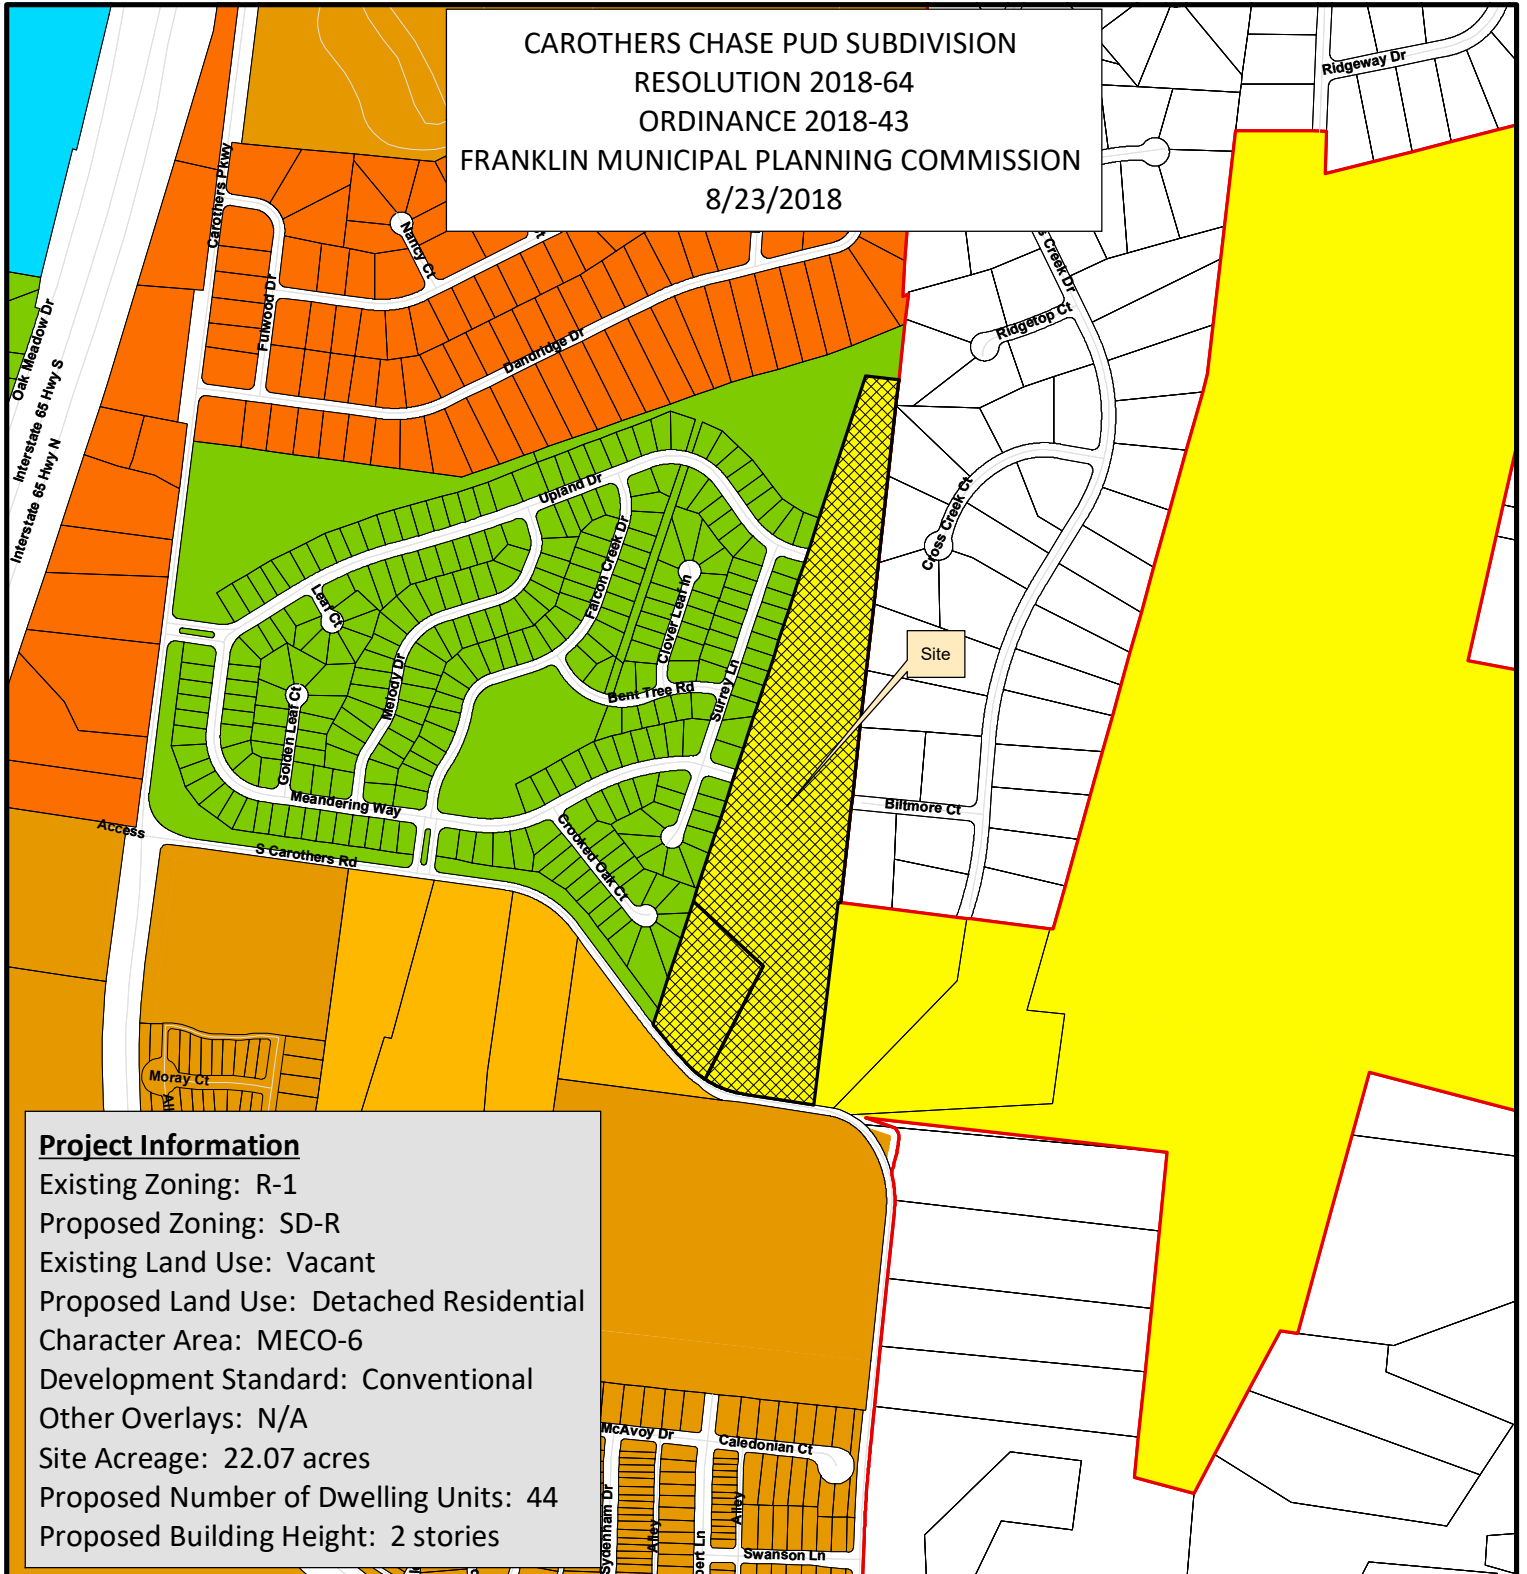 CAROTHERS CHASE PUD SUBDIVISION
RESOLUTION 2018-64
ORDINANCE 2018-43
FRANKLIN MUNICIPAL PLANNING COMMISSION
8/23/2018
Ridgeway Dr
Carothers Pkwy
Nancy Ct
s Creek Dr
Fulwood Dr
Oak Meadow Dr
Ridgetop Ct
Dandridge Dr
Interstate 65 Hwy S
Interstate 65 Hwy N
Upland Dr
Cross Creek Ct
Falcon Creek Dr
Leaf Ct
Clover Leaf ln
Site
Melody Dr
Bent Tree Rd
Surrey Ln
Golden Leaf Ct
Meandering Way
Biltmore Ct
Access
S Carothers Rd
Crooked Oak Ct
Moray Ct
All
Project Information
Existing Zoning: R-1
Proposed Zoning: SD-R
Existing Land Use: Vacant
Proposed Land Use: Detached Residential
Character Area: MECO-6
Development Standard: Conventional
Other Overlays: N/A
Site Acreage: 22.07 acres
Proposed Number of Dwelling Units: 44
Proposed Building Height: 2 stories
McAvoy Dr
Caledonian Ct
Sydenham Dr
Alley
Alley
pert Ln
Swanson Ln